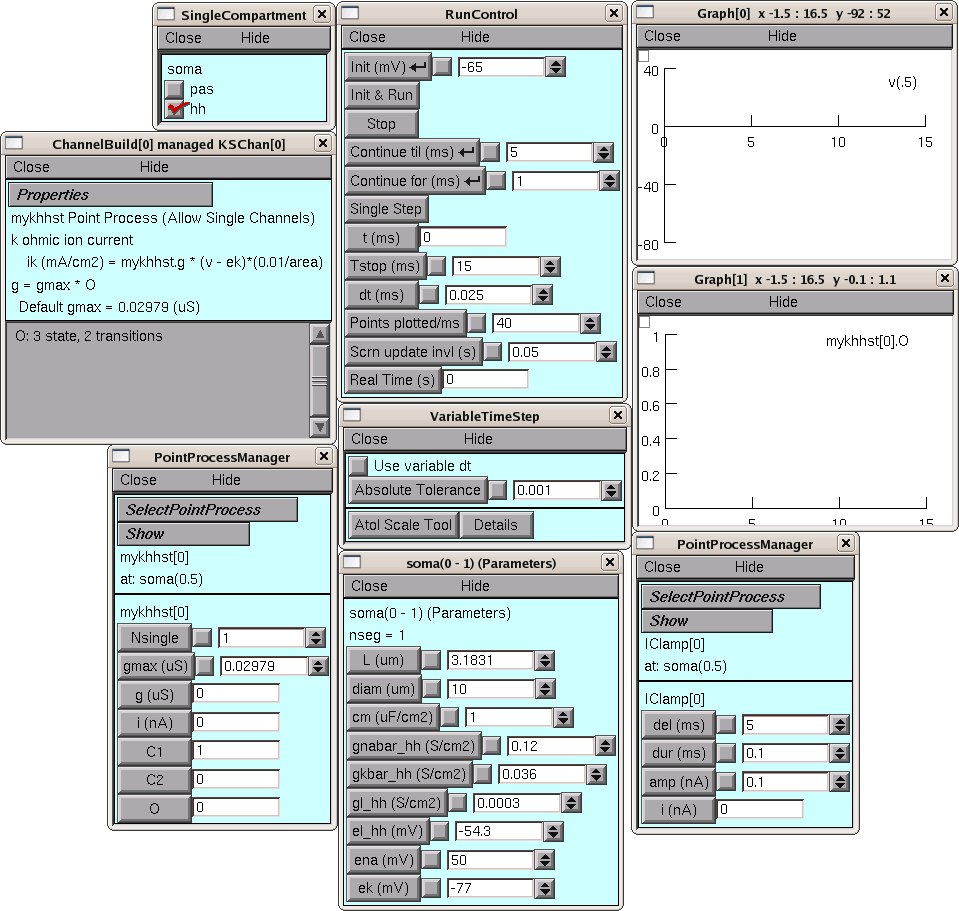 SingleCompartment
Close Hide
soma
pas
hh
ChannelBuild[0] managed KSChan[0]
Close Hide
Properties
mykhhst Point Process (Allow Single Channels)
k ohmic ion current
ik (mA/cm2) = mykhhst.g * (v - ek)*(0.01/area)
g = gmax * O
Default gmax = 0.02979 (uS)
O: 3 state, 2 transitions
PointProcessManager
Close Hide
SelectPointProcess
Show
mykhhst[0]
at: soma(0.5)
mykhhst[0]
Nsingle 1
gmax (uS) 0.02979
g (uS) 0
i (nA) 0
C1 1
C2 0
O 0
RunControl
Close Hide
Init (mV) -65
Init & Run
Stop
Continue til (ms) 5
Continue for (ms) 1
Single Step
t (ms) 0
Tstop (ms) 15
dt (ms) 0.025
Points plotted/ms 40
Scrn update invl (s) 0.05
Real Time (s) 0
VariableTimeStep
Close Hide
Use variable dt
Absolute Tolerance 0.001
Atol Scale Tool Details
soma(0 - 1) (Parameters)
Close Hide
soma(0 - 1) (Parameters)
nseg = 1
L (um) 3.1831
diam (um) 10
cm (uF/cm2) 1
gnabar_hh (S/cm2) 0.12
gkbar_hh (S/cm2) 0.036
gl_hh (S/cm2) 0.0003
el_hh (mV) -54.3
ena (mV) 50
ek (mV) -77
Graph[0] x -1.5 : 16.5 y -92 : 52
Close Hide
40
v(.5)
0
0 5 10 15
-40
-80
Graph[1] x -1.5 : 16.5 y -0.1 : 1.1
Close Hide
1
mykhhst[0].O
0.8
0.6
0.4
0.2
0
0 5 10 15
PointProcessManager
Close Hide
SelectPointProcess
Show
IClamp[0]
at: soma(0.5)
IClamp[0]
del (ms) 5
dur (ms) 0.1
amp (nA) 0.1
i (nA) 0